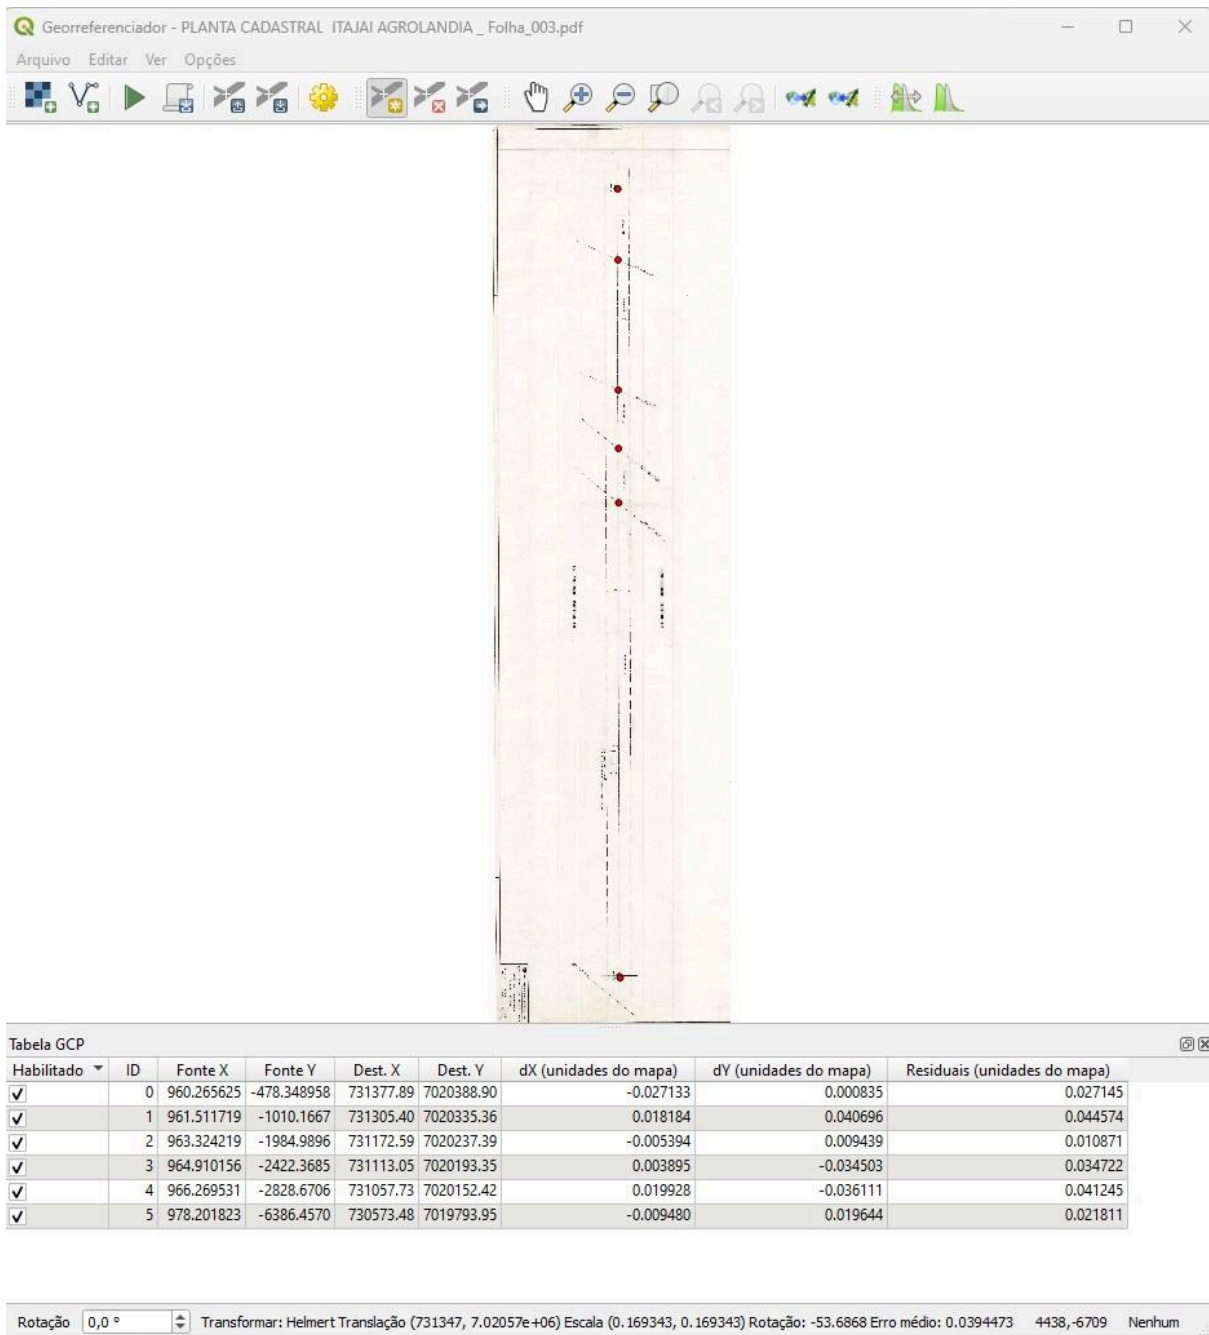 Georreferenciador - PLANTA CADASTRAL ITAJAI AGROLANDIA _ Folha_003.pdf
Arquivo Editar Ver Opções
Tabela GCP
Habilitado ID Fonte X Fonte Y Dest. X Dest. Y dX (unidades do mapa) dY (unidades do mapa) Residuais (unidades do mapa)
0 960.265625 -478.348958 731377.89 7020388.90 -0.027133 0.000835 0.027145
1 961.511719 -1010.1667 731305.40 7020335.36 0.018184 0.040696 0.044574
2 963.324219 -1984.9896 731172.59 7020237.39 -0.005394 0.009439 0.010871
3 964.910156 -2422.3685 731113.05 7020193.35 0.003895 -0.034503 0.034722
4 966.269531 -2828.6706 731057.73 7020152.42 0.019928 -0.036111 0.041245
5 978.201823 -6386.4570 730573.48 7019793.95 -0.009480 0.019644 0.021811
Rotação 0,0 ° Transformar: Helmert Translação (731347, 7.02057e+06) Escala (0.169343, 0.169343) Rotação: -53.6868 Erro médio: 0.0394473 4438,-6709 Nenhum